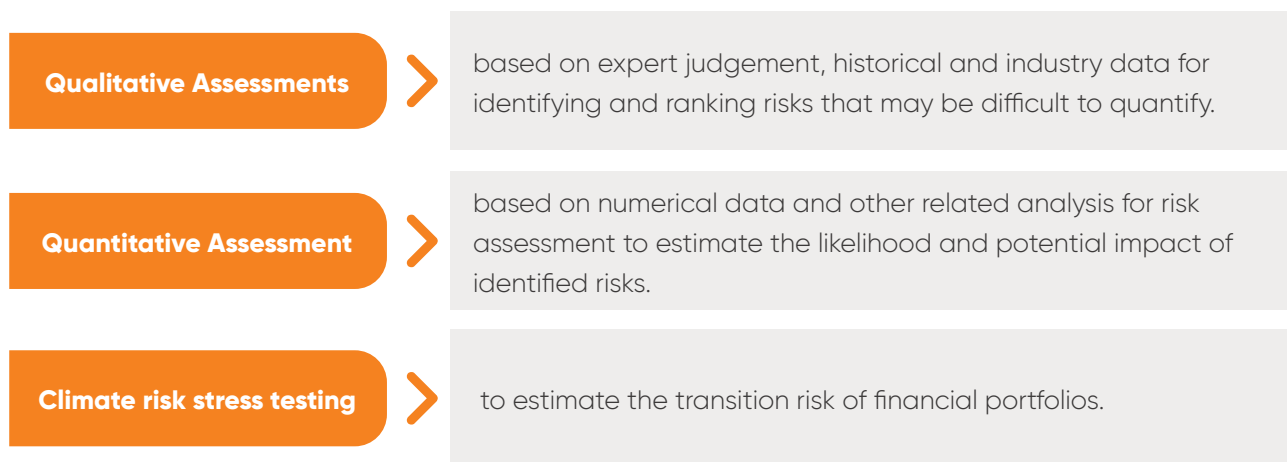 Qualitative Assessments
based on expert judgement, historical and industry data for
identifying and ranking risks that may be difficult to quantify.
Quantitative Assessment
based on numerical data and other related analysis for risk
assessment to estimate the likelihood and potential impact of
identified risks.
Climate risk stress testing
to estimate the transition risk of financial portfolios.